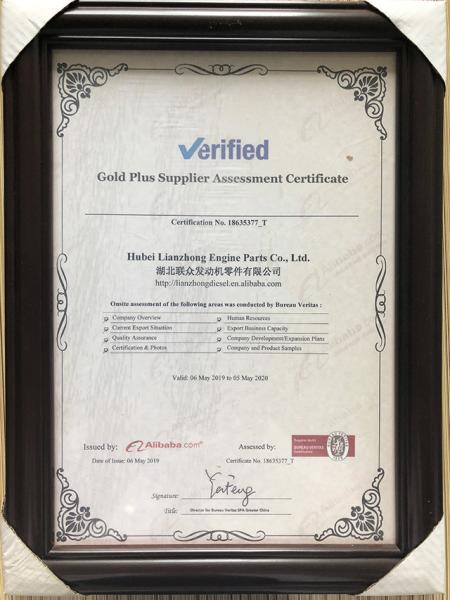 Verified
Gold Plus Supplier Assessment Certificate
Certification No. 18635377_T
Hubei Lianzhong Engine Parts Co., Ltd.
湖北联众发动机零件有限公司
http://lianzhongdiesel.en.alibaba.com/
Onsite assessment of the following areas was conducted by Bureau Veritas :
Company Overview
Human Resources
Current Export Situation
Export Business Capacity
Quality Assurance
Company Development/Expansion Plans
Certification & Photos
Company and Product Samples
Valid: 06 May 2019 to 05 May 2020
Issued by: Alibaba.com
Assessed by:
BUREAU VERITAS
Date of Issue: 06 May 2019
Certificate No. 18635377_T
Signature:
Title: Director for Bureau Veritas SPA Greater China